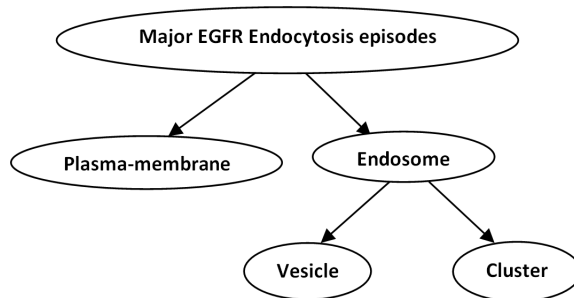 Major EGFR Endocytosis episodes
Plasma-membrane
Endosome
Vesicle
Cluster